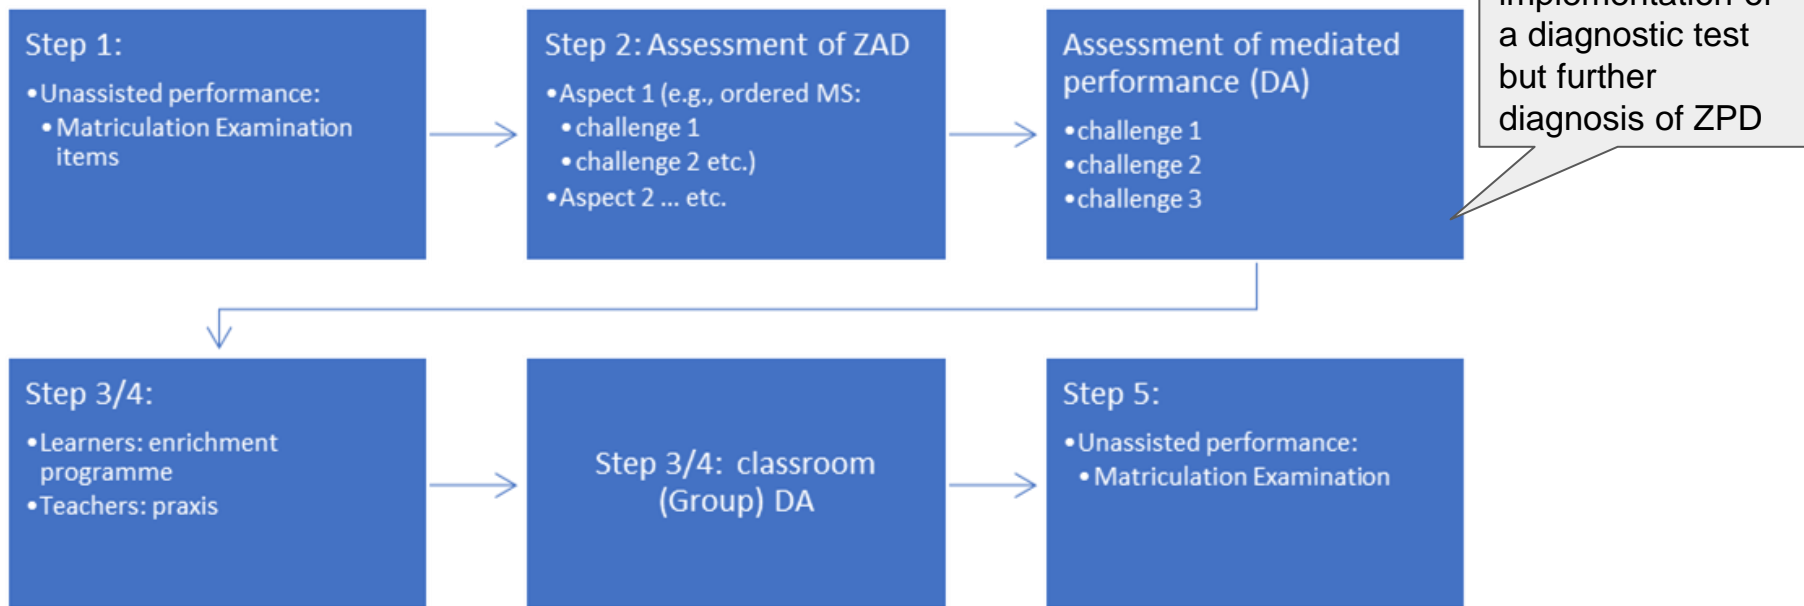 Step 1:
•Unassisted performance:
•Matriculation Examination
items
Step 2: Assessment of ZAD
•Aspect 1 (e.g., ordered MS:
•challenge 1
•challenge 2 etc.)
•Aspect 2 ... etc.
Assessment of mediated
performance (DA)
•challenge 1
•challenge 2
•challenge 3
implementation of
a diagnostic test
but further
diagnosis of ZPD
Step 3/4:
•Learners: enrichment
programme
•Teachers: praxis
Step 3/4: classroom
(Group) DA
Step 5:
•Unassisted performance:
•Matriculation Examination